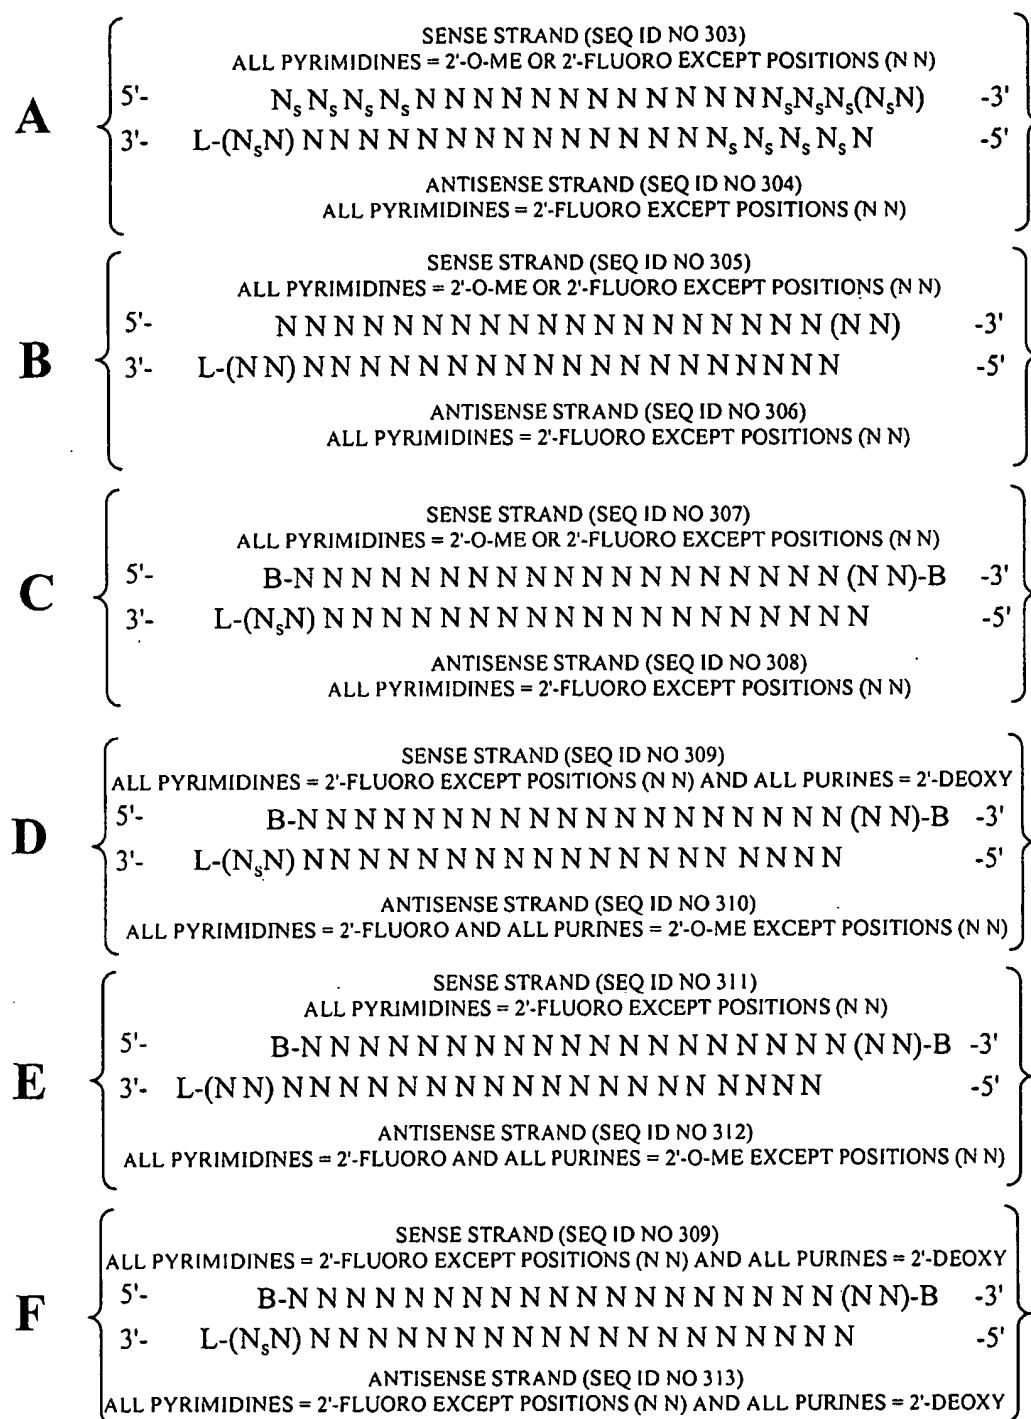 A
SENSE STRAND (SEQ ID NO 303)
ALL PYRIMIDINES = 2'-O-ME OR 2'-FLUORO EXCEPT POSITIONS (N N)
5'- NsNsNsNsN N N N N N N N N N N N NsNsNs(NsN) -3'
3'- L-(NsN) N N N N N N N N N N N N N N Ns Ns Ns Ns N -5'
ANTISENSE STRAND (SEQ ID NO 304)
ALL PYRIMIDINES = 2'-FLUORO EXCEPT POSITIONS (N N)
B
SENSE STRAND (SEQ ID NO 305)
ALL PYRIMIDINES = 2'-O-ME OR 2'-FLUORO EXCEPT POSITIONS (N N)
5'- N N N N N N N N N N N N N N N N N N N (N N) -3'
3'- L-(N N) N N N N N N N N N N N N N N N N N N N -5'
ANTISENSE STRAND (SEQ ID NO 306)
ALL PYRIMIDINES = 2'-FLUORO EXCEPT POSITIONS (N N)
C
SENSE STRAND (SEQ ID NO 307)
ALL PYRIMIDINES = 2'-O-ME OR 2'-FLUORO EXCEPT POSITIONS (N N)
5'- B-N N N N N N N N N N N N N N N N N N N (N N)-B -3'
3'- L-(NsN) N N N N N N N N N N N N N N N N N N N -5'
ANTISENSE STRAND (SEQ ID NO 308)
ALL PYRIMIDINES = 2'-FLUORO EXCEPT POSITIONS (N N)
D
SENSE STRAND (SEQ ID NO 309)
ALL PYRIMIDINES = 2'-FLUORO EXCEPT POSITIONS (N N) AND ALL PURINES = 2'-DEOXY
5'- B-N N N N N N N N N N N N N N N N N N N (N N)-B -3'
3'- L-(NsN) N N N N N N N N N N N N N N N N N N N -5'
ANTISENSE STRAND (SEQ ID NO 310)
ALL PYRIMIDINES = 2'-FLUORO AND ALL PURINES = 2'-O-ME EXCEPT POSITIONS (N N)
E
SENSE STRAND (SEQ ID NO 311)
ALL PYRIMIDINES = 2'-FLUORO EXCEPT POSITIONS (N N)
5'- B-N N N N N N N N N N N N N N N N N N N (N N)-B -3'
3'- L-(N N) N N N N N N N N N N N N N N N N N N N -5'
ANTISENSE STRAND (SEQ ID NO 312)
ALL PYRIMIDINES = 2'-FLUORO AND ALL PURINES = 2'-O-ME EXCEPT POSITIONS (N N)
F
SENSE STRAND (SEQ ID NO 309)
ALL PYRIMIDINES = 2'-FLUORO EXCEPT POSITIONS (N N) AND ALL PURINES = 2'-DEOXY
5'- B-N N N N N N N N N N N N N N N N N N N (N N)-B -3'
3'- L-(NsN) N N N N N N N N N N N N N N N N N N N -5'
ANTISENSE STRAND (SEQ ID NO 313)
ALL PYRIMIDINES = 2'-FLUORO EXCEPT POSITIONS (N N) AND ALL PURINES = 2'-DEOXY